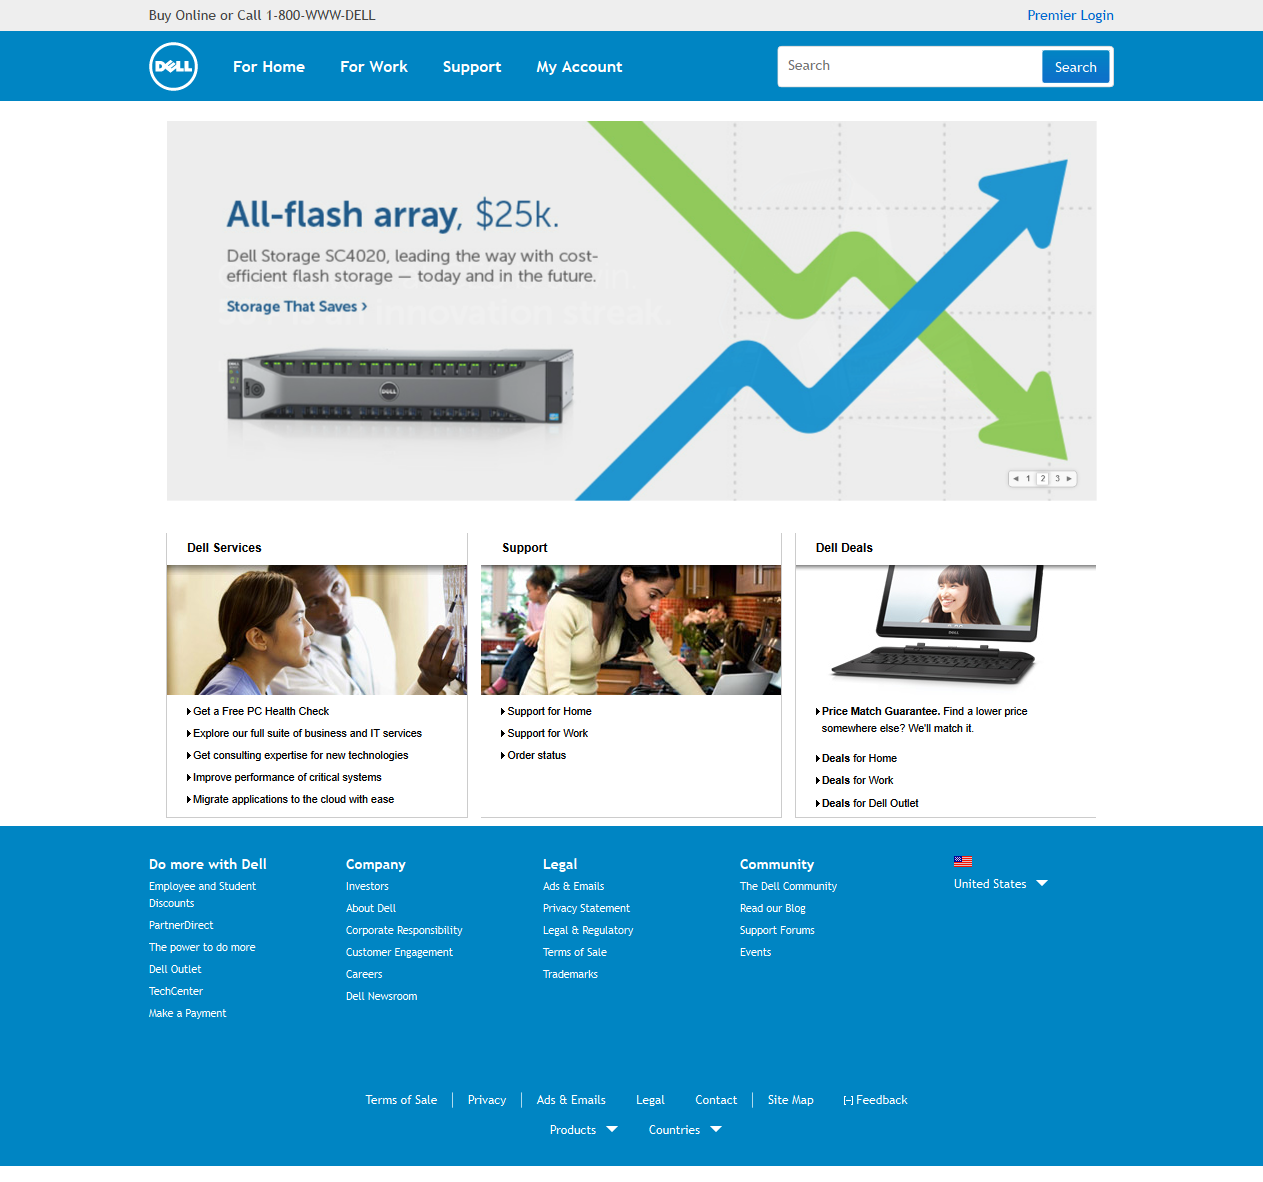 Buy Online or Call 1-800-WWW-DELL
Premier Login
DELL
For Home
For Work
Support
My Account
Search
Search
All-flash array, $25k.
Dell Storage SC4020, leading the way with cost-
efficient flash storage — today and in the future.
Storage That Saves ›
innovation streak.
DELL
1 2 3
Dell Services
Get a Free PC Health Check
Explore our full suite of business and IT services
Get consulting expertise for new technologies
Improve performance of critical systems
Migrate applications to the cloud with ease
Support
Support for Home
Support for Work
Order status
Dell Deals
DELL
Price Match Guarantee. Find a lower price
somewhere else? We'll match it.
Deals for Home
Deals for Work
Deals for Dell Outlet
Do more with Dell
Employee and Student
Discounts
PartnerDirect
The power to do more
Dell Outlet
TechCenter
Make a Payment
Company
Investors
About Dell
Corporate Responsibility
Customer Engagement
Careers
Dell Newsroom
Legal
Ads & Emails
Privacy Statement
Legal & Regulatory
Terms of Sale
Trademarks
Community
The Dell Community
Read our Blog
Support Forums
Events
United States
Terms of Sale
Privacy
Ads & Emails
Legal
Contact
Site Map
[–] Feedback
Products
Countries